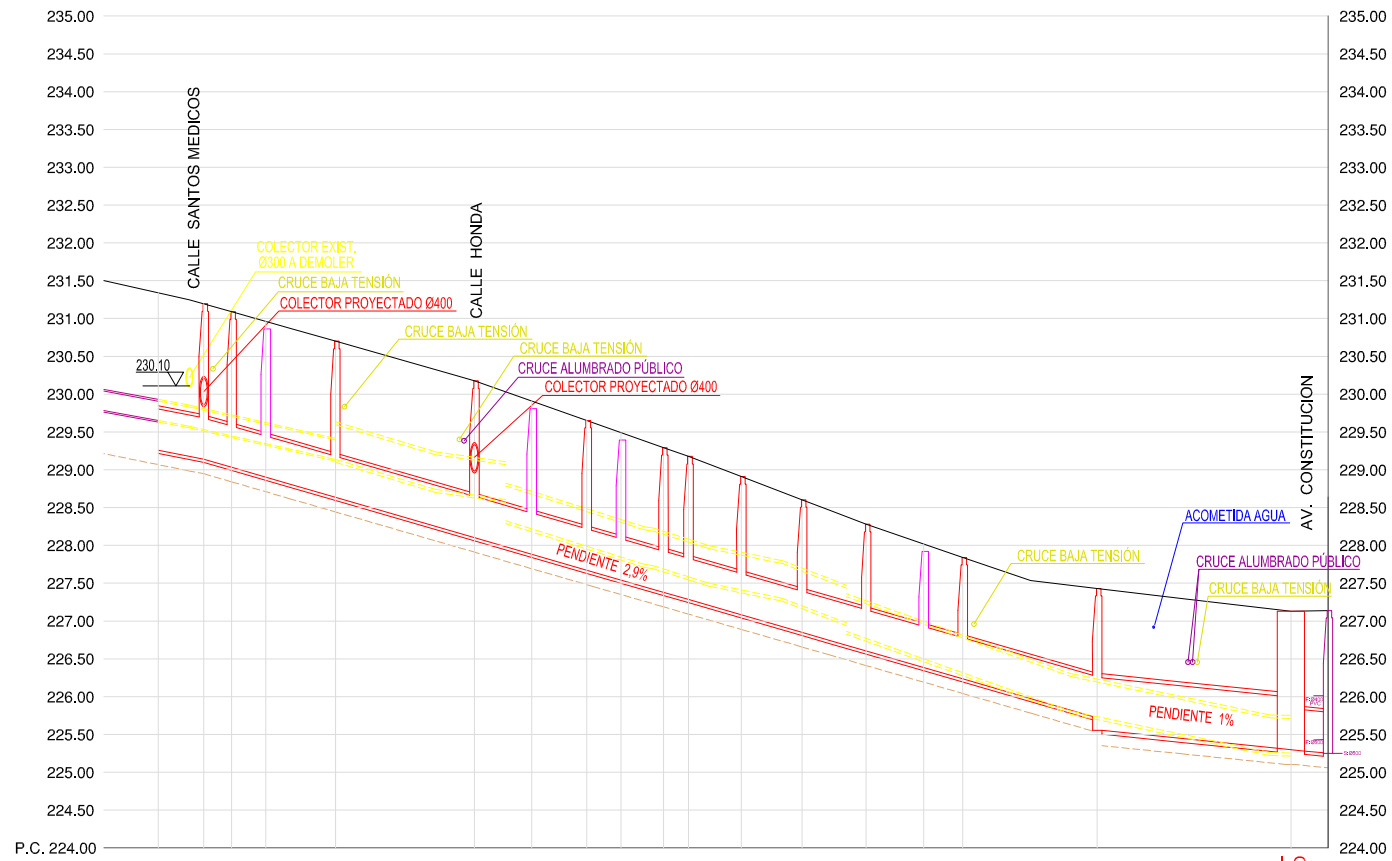 235.00
234.50
234.00
233.50
233.00
232.50
232.00
231.50
231.00
230.50
230.00
229.50
229.00
228.50
228.00
227.50
227.00
226.50
226.00
225.50
225.00
224.50
P.C. 224.00
CALLE SANTOS MEDICOS
COLECTOR EXIST.
Ø300 A DEMOLER
CRUCE BAJA TENSIÓN
COLECTOR PROYECTADO Ø400
230.10
CALLE HONDA
CRUCE BAJA TENSIÓN
CRUCE BAJA TENSIÓN
CRUCE ALUMBRADO PÚBLICO
COLECTOR PROYECTADO Ø400
PENDIENTE 2,9%
CRUCE BAJA TENSIÓN
AV. CONSTITUCION
ACOMETIDA AGUA
CRUCE ALUMBRADO PÚBLICO
CRUCE BAJA TENSIÓN
PENDIENTE 1%
235.00
234.50
234.00
233.50
233.00
232.50
232.00
231.50
231.00
230.50
230.00
229.50
229.00
228.50
228.00
227.50
227.00
226.50
226.00
225.50
225.00
224.50
224.00